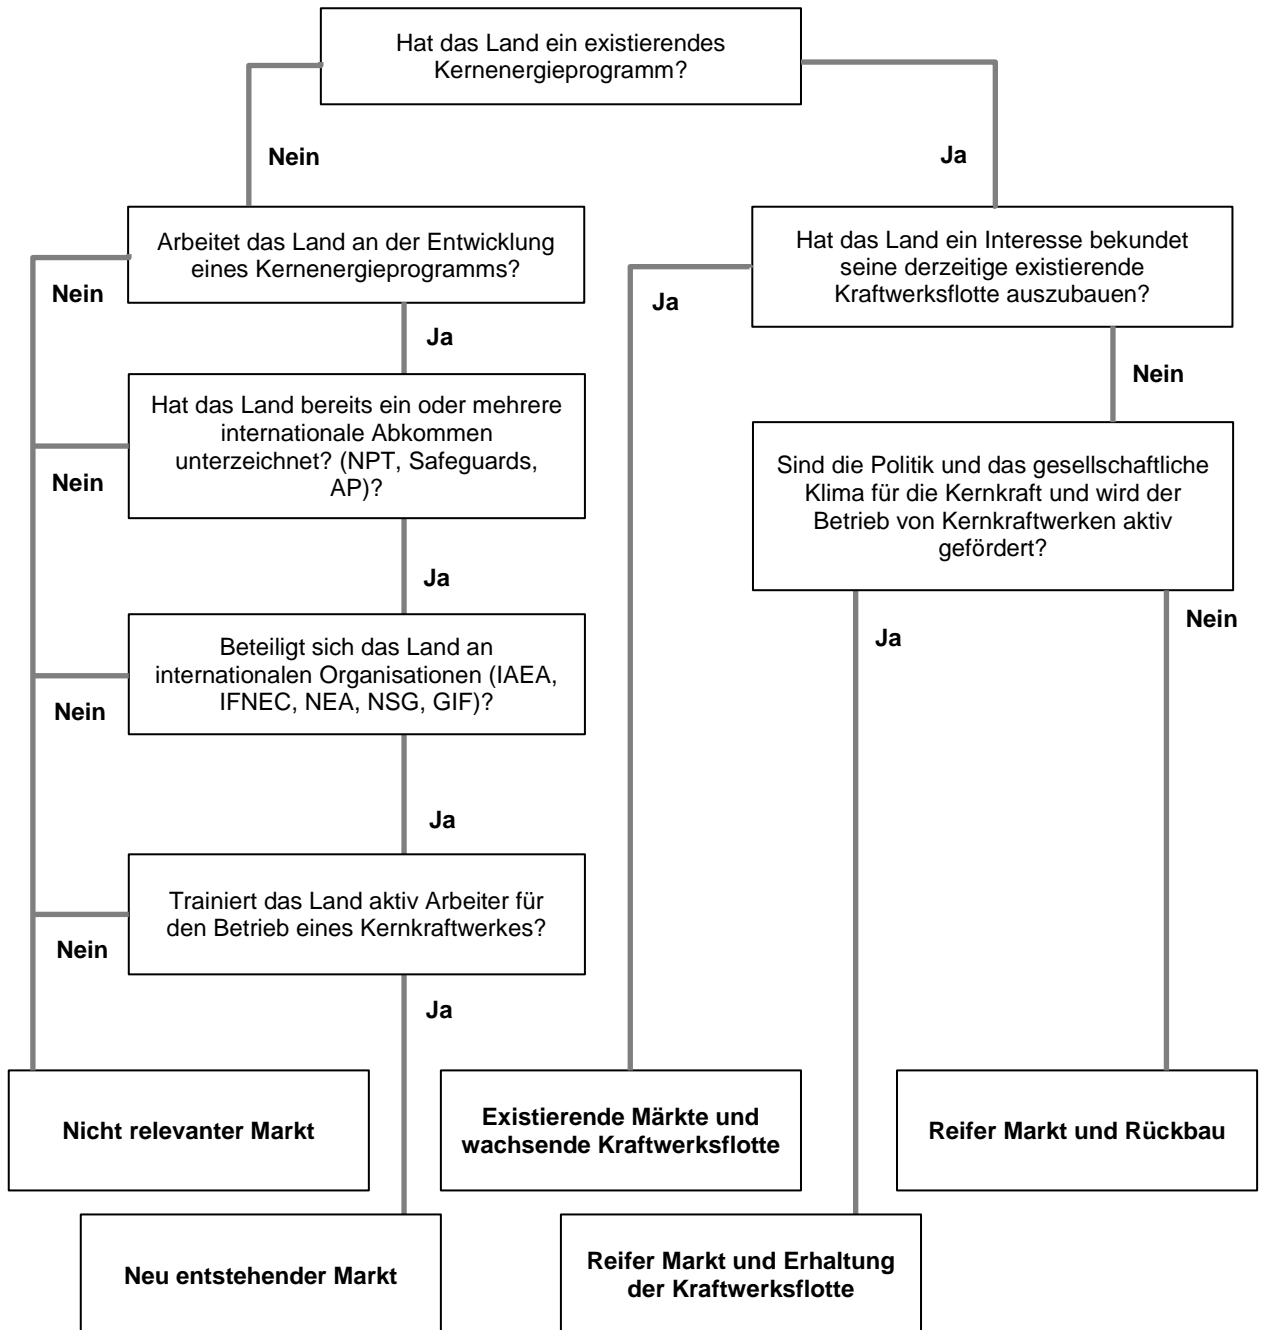 Hat das Land ein existierendes
Kernenergieprogramm?
Nein
Ja
Arbeitet das Land an der Entwicklung
eines Kernenergieprogramms?
Hat das Land ein Interesse bekundet
seine derzeitige existierende
Kraftwerksflotte auszubauen?
Nein
Ja
Ja
Nein
Hat das Land bereits ein oder mehrere
internationale Abkommen
unterzeichnet? (NPT, Safeguards,
AP)?
Nein
Sind die Politik und das gesellschaftliche
Klima für die Kernkraft und wird der
Betrieb von Kernkraftwerken aktiv
gefördert?
Ja
Ja
Nein
Beteiligt sich das Land an
internationalen Organisationen (IAEA,
IFNEC, NEA, NSG, GIF)?
Nein
Ja
Trainiert das Land aktiv Arbeiter für
den Betrieb eines Kernkraftwerkes?
Nein
Ja
Nicht relevanter Markt
Existierende Märkte und
wachsende Kraftwerksflotte
Reifer Markt und Rückbau
Neu entstehender Markt
Reifer Markt und Erhaltung
der Kraftwerksflotte